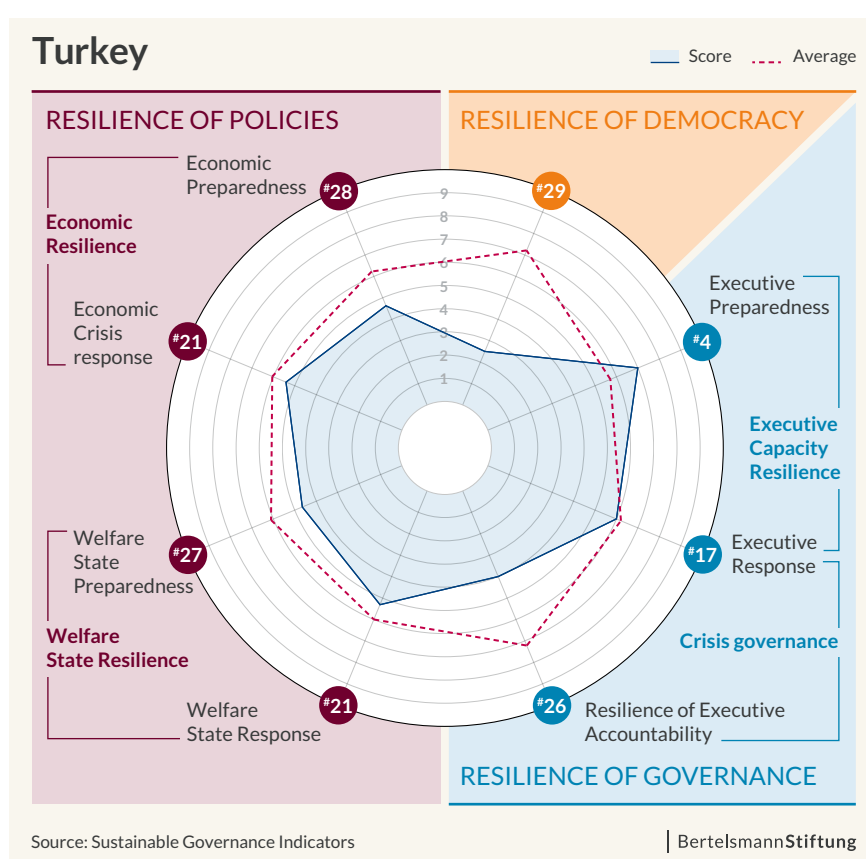 Turkey
Score
Average
RESILIENCE OF POLICIES
RESILIENCE OF DEMOCRACY
Economic
Preparedness
#28
#29
Economic
Resilience
Economic
Crisis
response
#21
Executive
Preparedness
#4
9
8
7
6
5
4
3
2
1
Executive
Capacity
Resilience
Welfare
State
Preparedness
#27
#17
Executive
Response
Welfare
State Resilience
Crisis governance
Welfare
State Response
#21
#26
Resilience of Executive
Accountability
RESILIENCE OF GOVERNANCE
Source: Sustainable Governance Indicators
BertelsmannStiftung